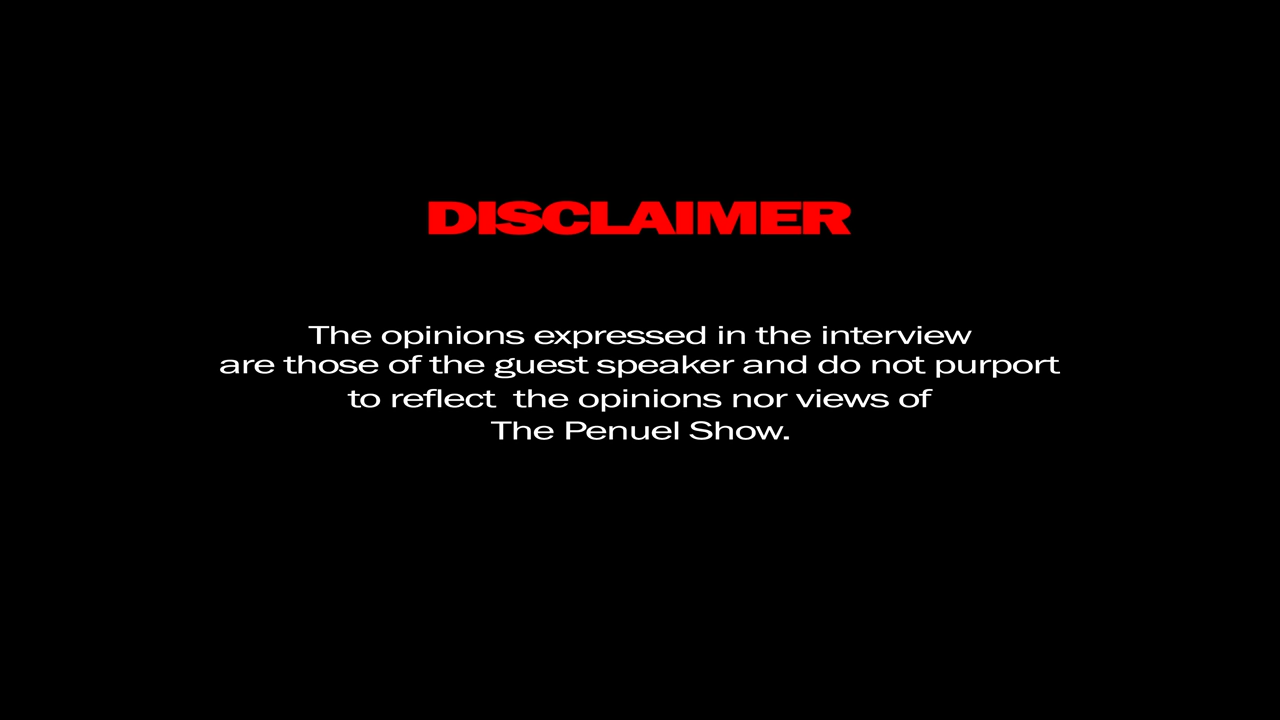 DISCLAIMER
The opinions expressed in the interview
are those of the guest speaker and do not purport
to reflect  the opinions nor views of
The Penuel Show.